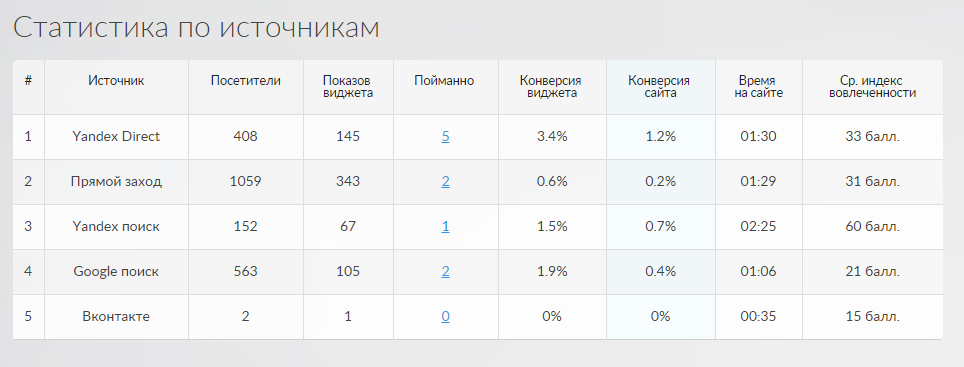 Статистика по источникам
# Источник Посетители Показов виджета Пойманно Конверсия виджета Конверсия сайта Время на сайте Ср. индекс вовлеченности
1 Yandex Direct 408 145 5 3.4% 1.2% 01:30 33 балл.
2 Прямой заход 1059 343 2 0.6% 0.2% 01:29 31 балл.
3 Yandex поиск 152 67 1 1.5% 0.7% 02:25 60 балл.
4 Google поиск 563 105 2 1.9% 0.4% 01:06 21 балл.
5 Вконтакте 2 1 0 0% 0% 00:35 15 балл.